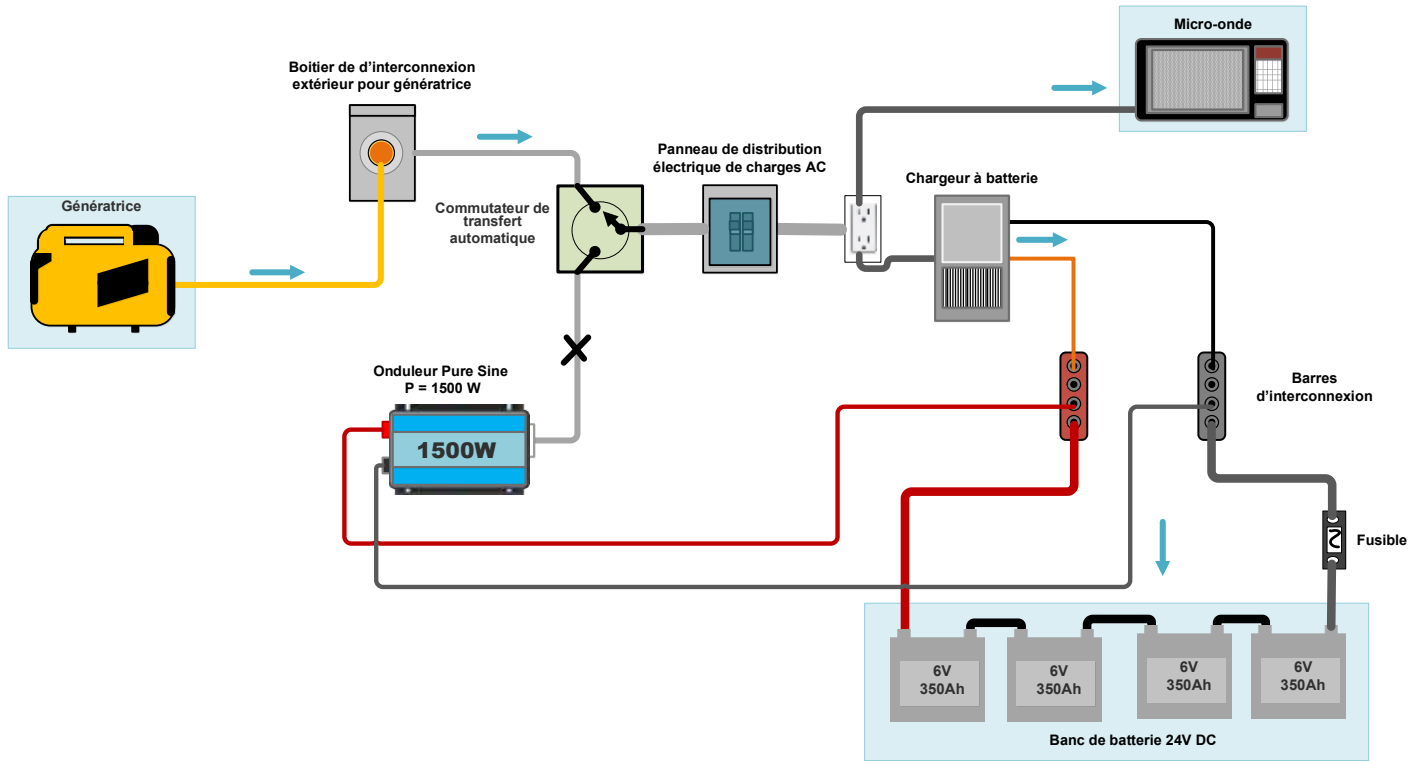 Micro-onde
Boitier de d'interconnexion
extérieur pour génératrice
Panneau de distribution
électrique de charges AC
Chargeur à batterie
Génératrice
Commutateur de
transfert
automatique
Onduleur Pure Sine
P = 1500 W
1500W
Barres
d'interconnexion
Fusible
6V
350Ah
6V
350Ah
6V
350Ah
6V
350Ah
Banc de batterie 24V DC